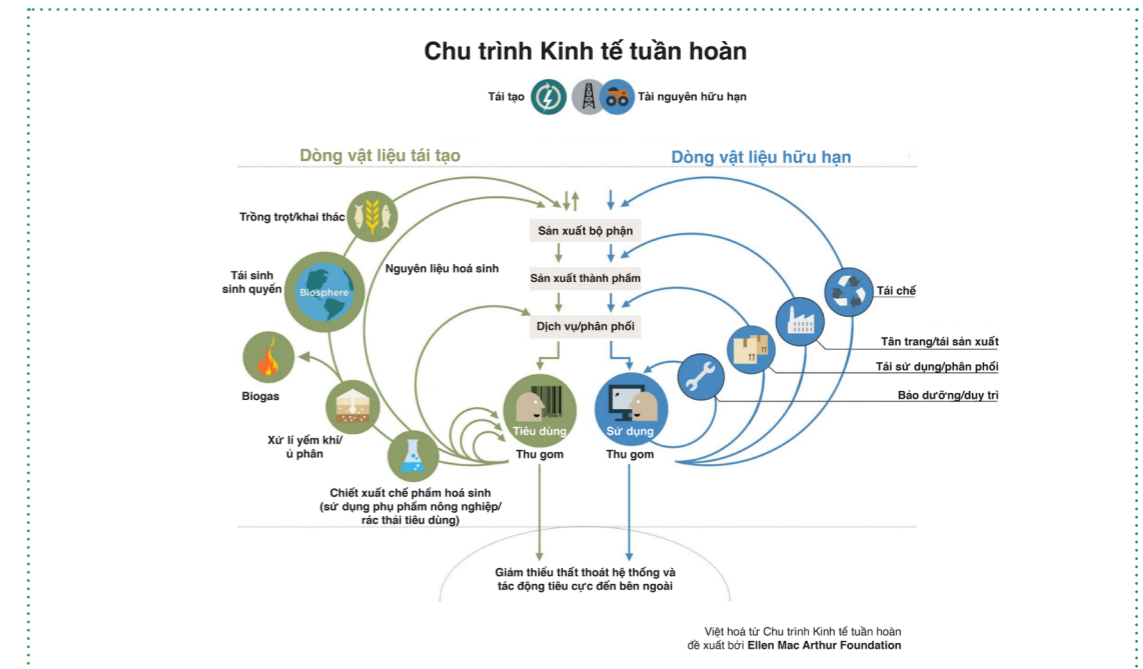 Chu trình Kinh tế tuần hoàn
Tái tạo
Tài nguyên hữu hạn
Dòng vật liệu tái tạo
Dòng vật liệu hữu hạn
Trồng trọt/khai thác
Sản xuất bộ phận
Tái sinh
sinh quyển
Biosphere
Nguyên liệu hoá sinh
Sản xuất thành phẩm
Tái chế
Dịch vụ/phân phối
Tân trang/tái sản xuất
Tái sử dụng/phân phối
Biogas
Bảo dưỡng/duy trì
Tiêu dùng
Sử dụng
Xử lí yếm khí/
ủ phân
Thu gom
Thu gom
Chiết xuất chế phẩm hoá sinh
(sử dụng phụ phẩm nông nghiệp/
rác thải tiêu dùng)
Giảm thiểu thất thoát hệ thống và
tác động tiêu cực đến bên ngoài
Việt hoá từ Chu trình Kinh tế tuần hoàn
đề xuất bởi Ellen Mac Arthur Foundation